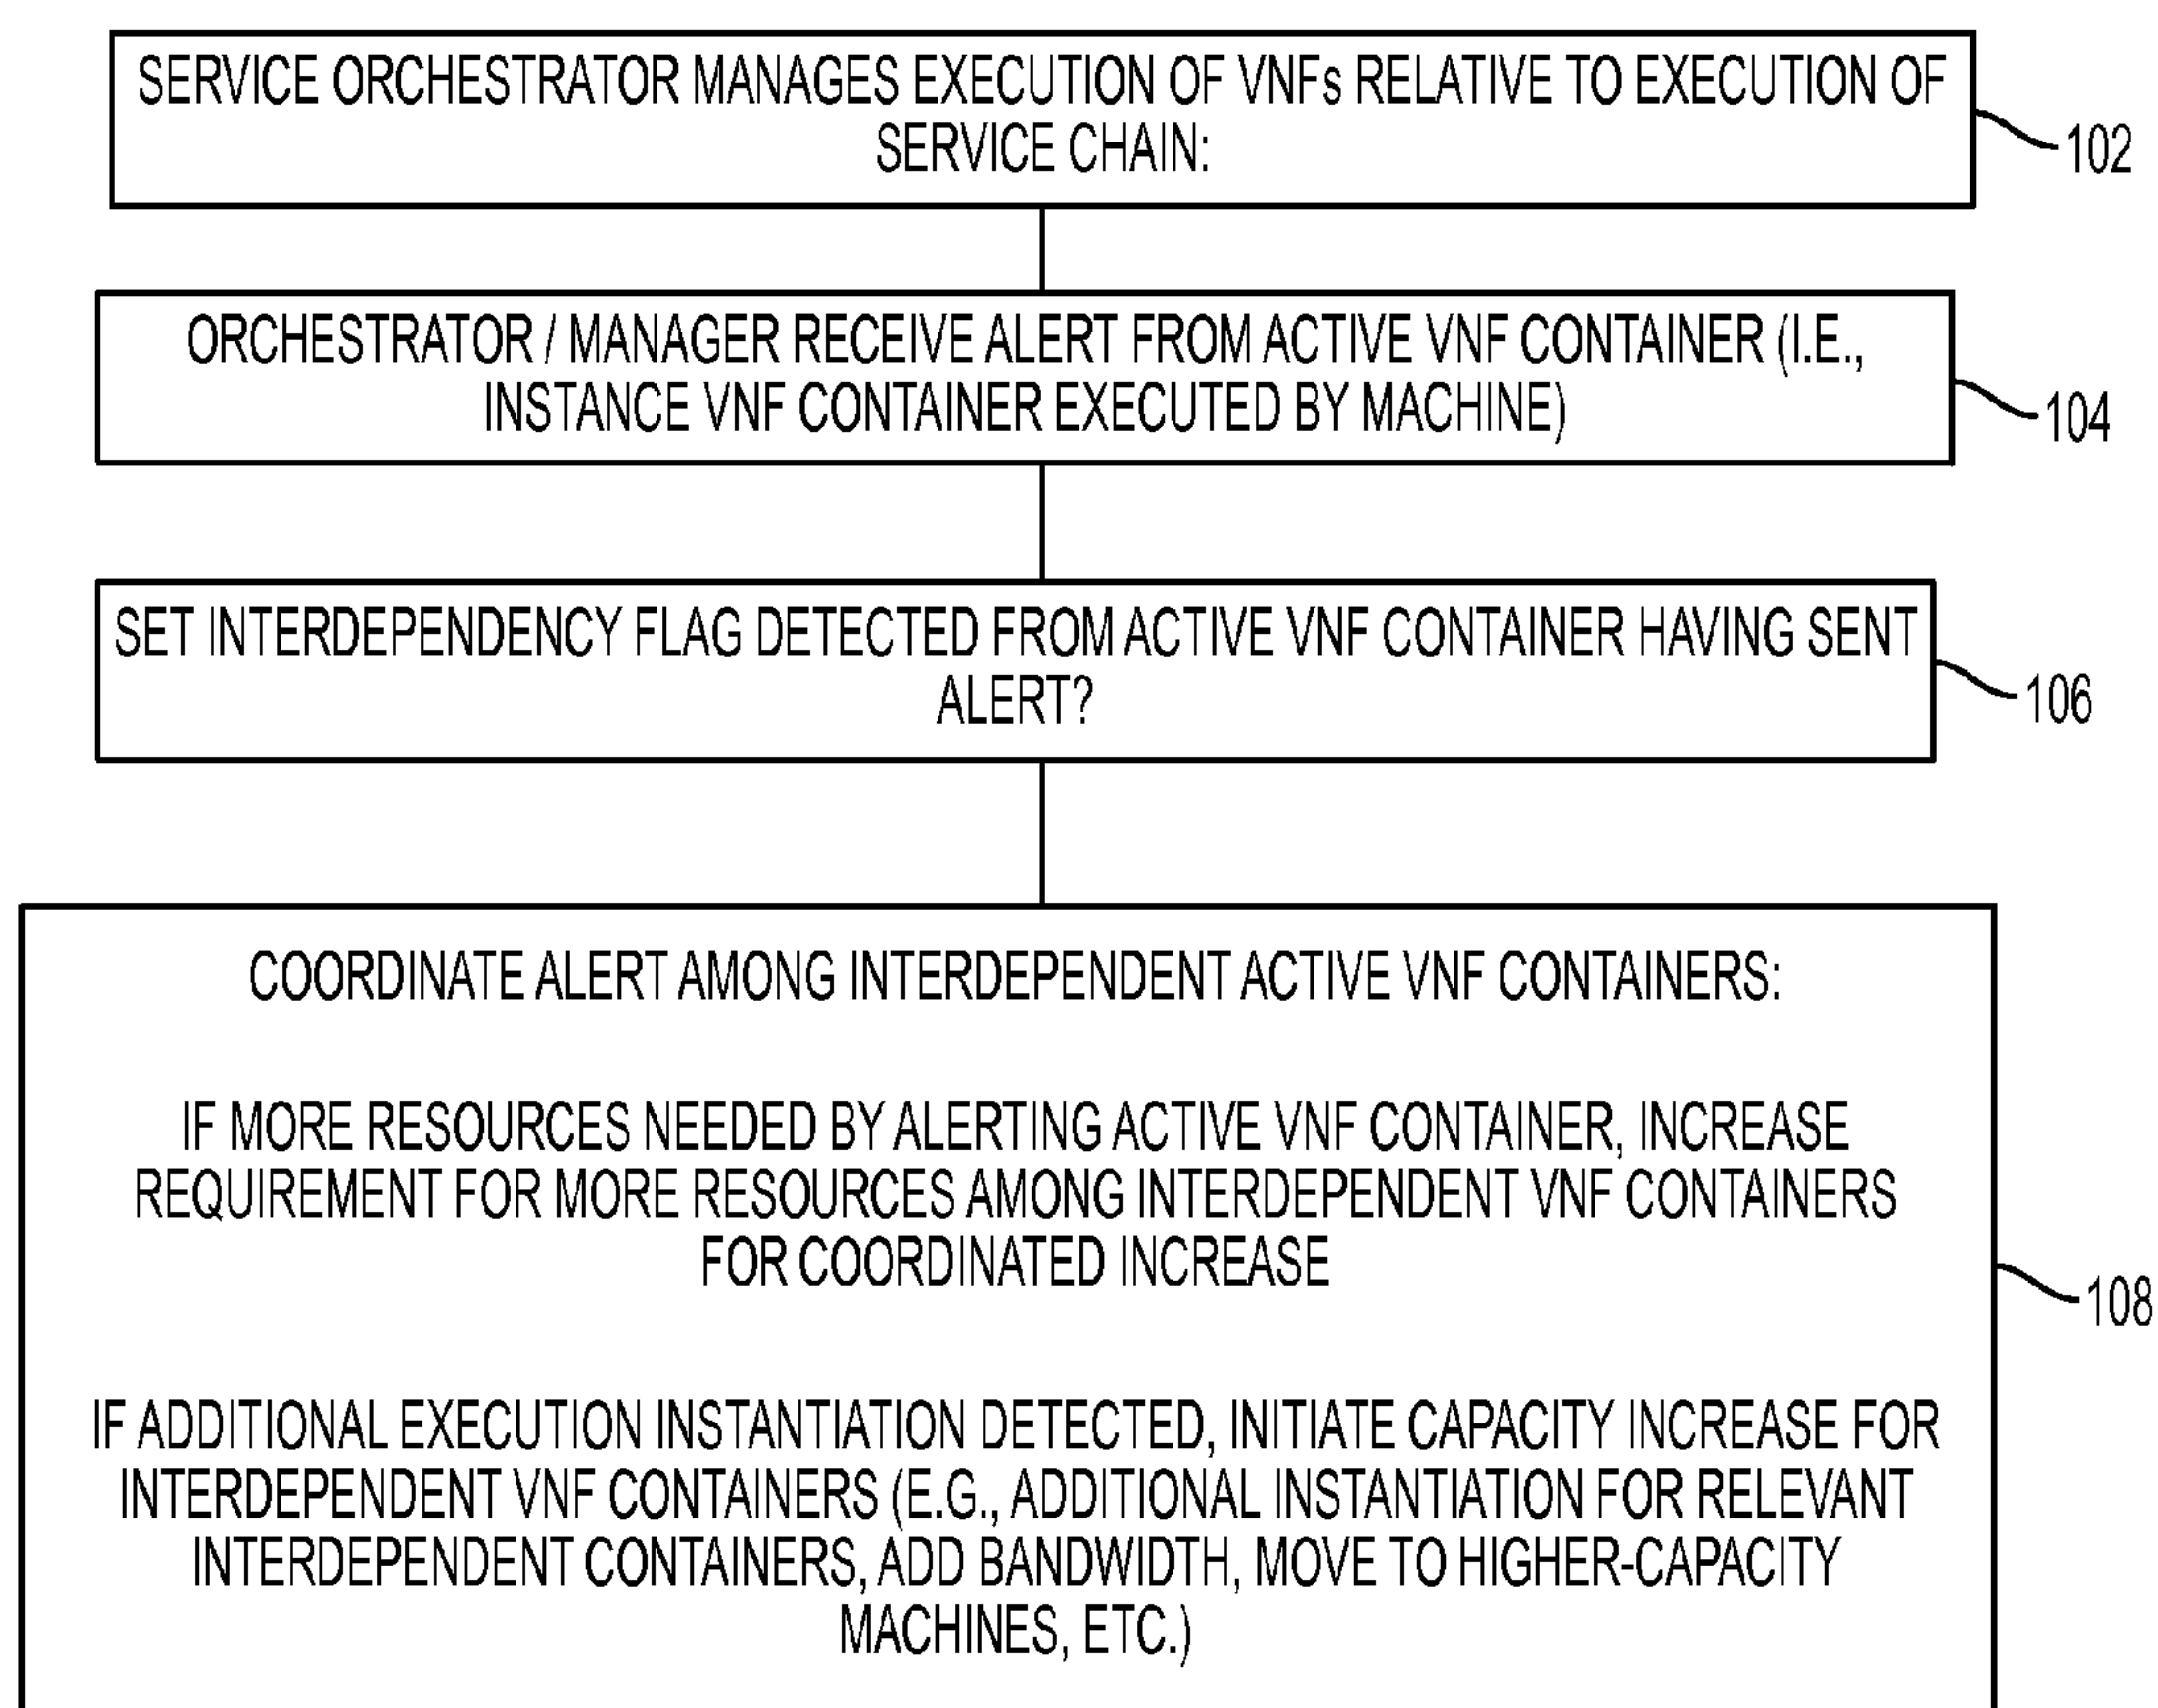 SERVICE ORCHESTRATOR MANAGES EXECUTION OF VNFs RELATIVE TO EXECUTION OF
SERVICE CHAIN:
102
ORCHESTRATOR / MANAGER RECEIVE ALERT FROM ACTIVE VNF CONTAINER (I.E.,
INSTANCE VNF CONTAINER EXECUTED BY MACHINE)
104
SET INTERDEPENDENCY FLAG DETECTED FROM ACTIVE VNF CONTAINER HAVING SENT
ALERT?
106
COORDINATE ALERT AMONG INTERDEPENDENT ACTIVE VNF CONTAINERS:
IF MORE RESOURCES NEEDED BY ALERTING ACTIVE VNF CONTAINER, INCREASE
REQUIREMENT FOR MORE RESOURCES AMONG INTERDEPENDENT VNF CONTAINERS
FOR COORDINATED INCREASE
108
IF ADDITIONAL EXECUTION INSTANTIATION DETECTED, INITIATE CAPACITY INCREASE FOR
INTERDEPENDENT VNF CONTAINERS (E.G., ADDITIONAL INSTANTIATION FOR RELEVANT
INTERDEPENDENT CONTAINERS, ADD BANDWIDTH, MOVE TO HIGHER-CAPACITY
MACHINES, ETC.)